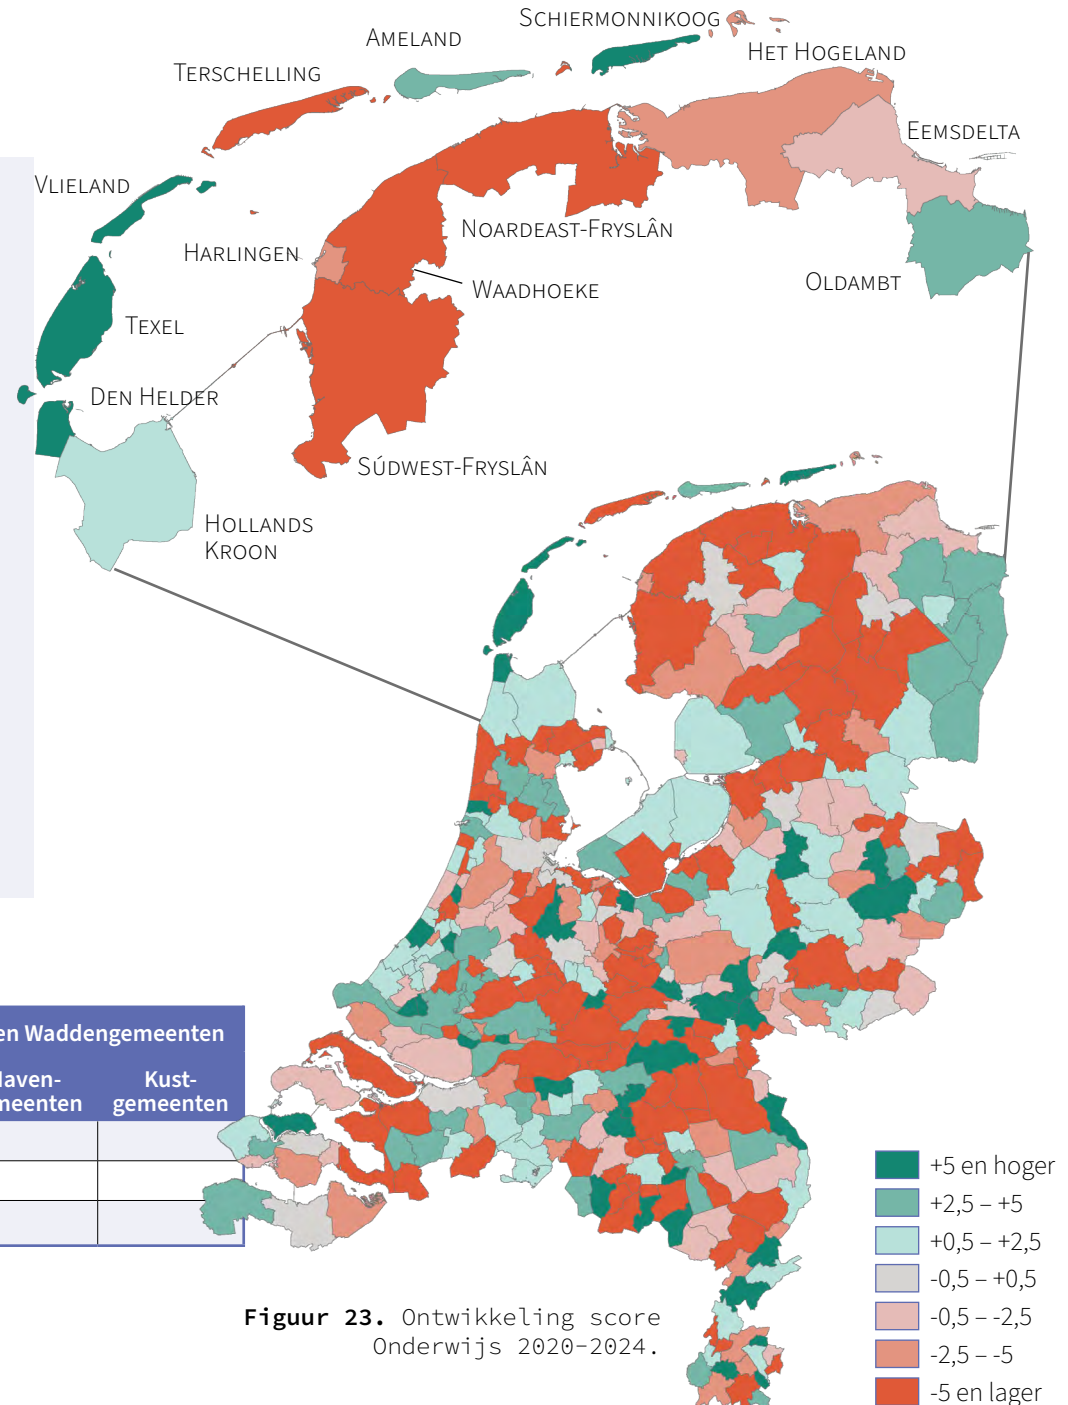 Schiermonnikoog
Ameland
Het Hogeland
Terschelling
Eemsdelta
Vlieland
Noardeast-Fryslân
Harlingen
Oldambt
Waadhoeke
Texel
Den Helder
Súdwest-Fryslân
Hollands
Kroon
en Waddengemeenten
Kust-
gemeenten
+5 en hoger
+2,5 – +5
+0,5 – +2,5
-0,5 – +0,5
-0,5 – -2,5
-2,5 – -5
-5 en lager
Figuur 23. Ontwikkeling score
Onderwijs 2020-2024.